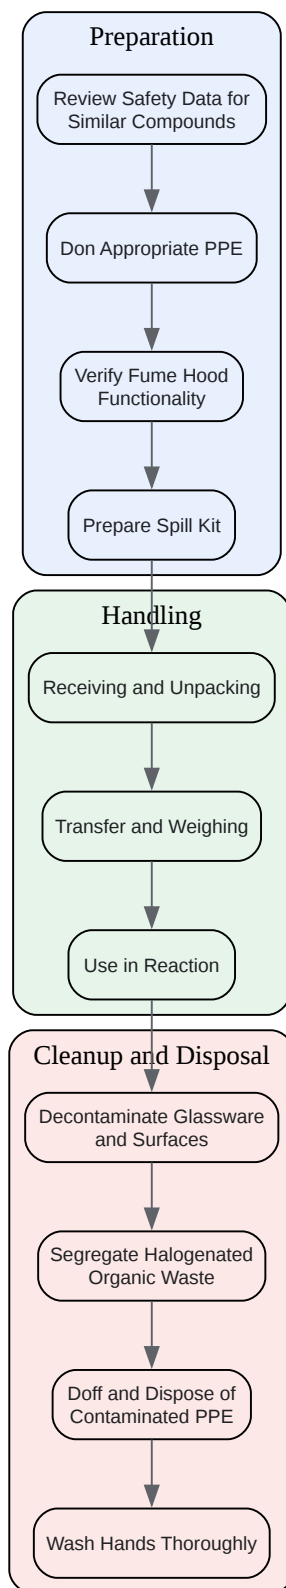 Preparation
Review Safety Data for
Similar Compounds
Don Appropriate PPE
Verify Fume Hood
Functionality
Prepare Spill Kit
Handling
Receiving and Unpacking
Transfer and Weighing
Use in Reaction
Cleanup and Disposal
Decontaminate Glassware
and Surfaces
Segregate Halogenated
Organic Waste
Doff and Dispose of
Contaminated PPE
Wash Hands Thoroughly